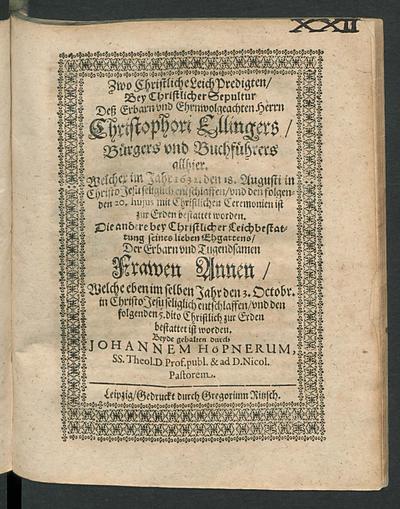 XXII
Zwo Christliche Leich Predigten/
Bey Christlicher Sepultur
Deß Erbarn vnd Ehrnwolgeachten Herrn
Christophori Ellingers/
Bürgers vnd Buchführers
allhier.
Welcher im Jahr 1632. den 18. Augusti in
Christo Jesu seliglich entschlaffen/vnd den folgen-
den 20. hujus mit Christlichen Ceremonien ist
zur Erden bestattet worden.
Die andere bey Christlicher Leichbestat-
tung seines lieben Ehgattens/
Der Erbarn vnd Tugendsamen
Frawen Annen/
Welche eben im selben Jahr den 3. Octobr.
in Christo Jesu seliglich entschlaffen/vnd den
folgenden 5. dito Christlich zur Erden
bestattet ist worden.
Beyde gehalten durch
JOHANNEM HöPNERUM,
SS. Theol. D. Prof. publ. & ad D. Nicol.
Pastorem.
Leipzig/Gedruckt durch Gregorium Ritzsch.